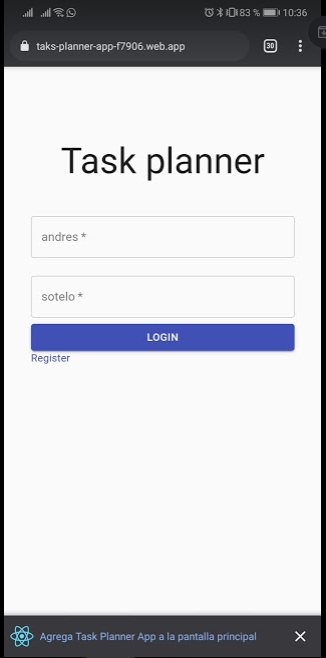 83 % 10:36
taks-planner-app-f7906.web.app 30
Task planner
andres *
sotelo *
LOGIN
Register
Agrega Task Planner App a la pantalla principal